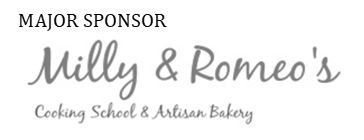 MAJOR SPONSOR
Milly & Romeo's
Cooking School & Artisan Bakery